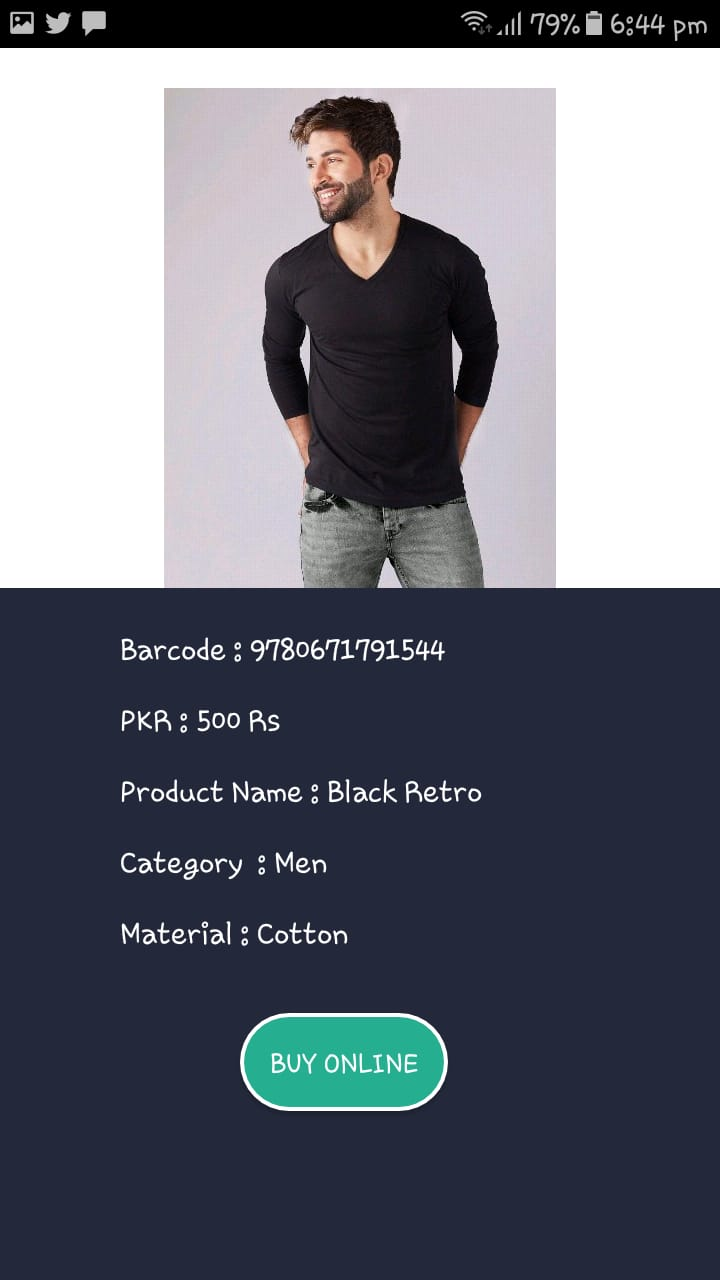 79% 6:44 pm
Barcode : 9780671791544
PKR : 500 Rs
Product Name : Black Retro
Category : Men
Material : Cotton
BUY ONLINE